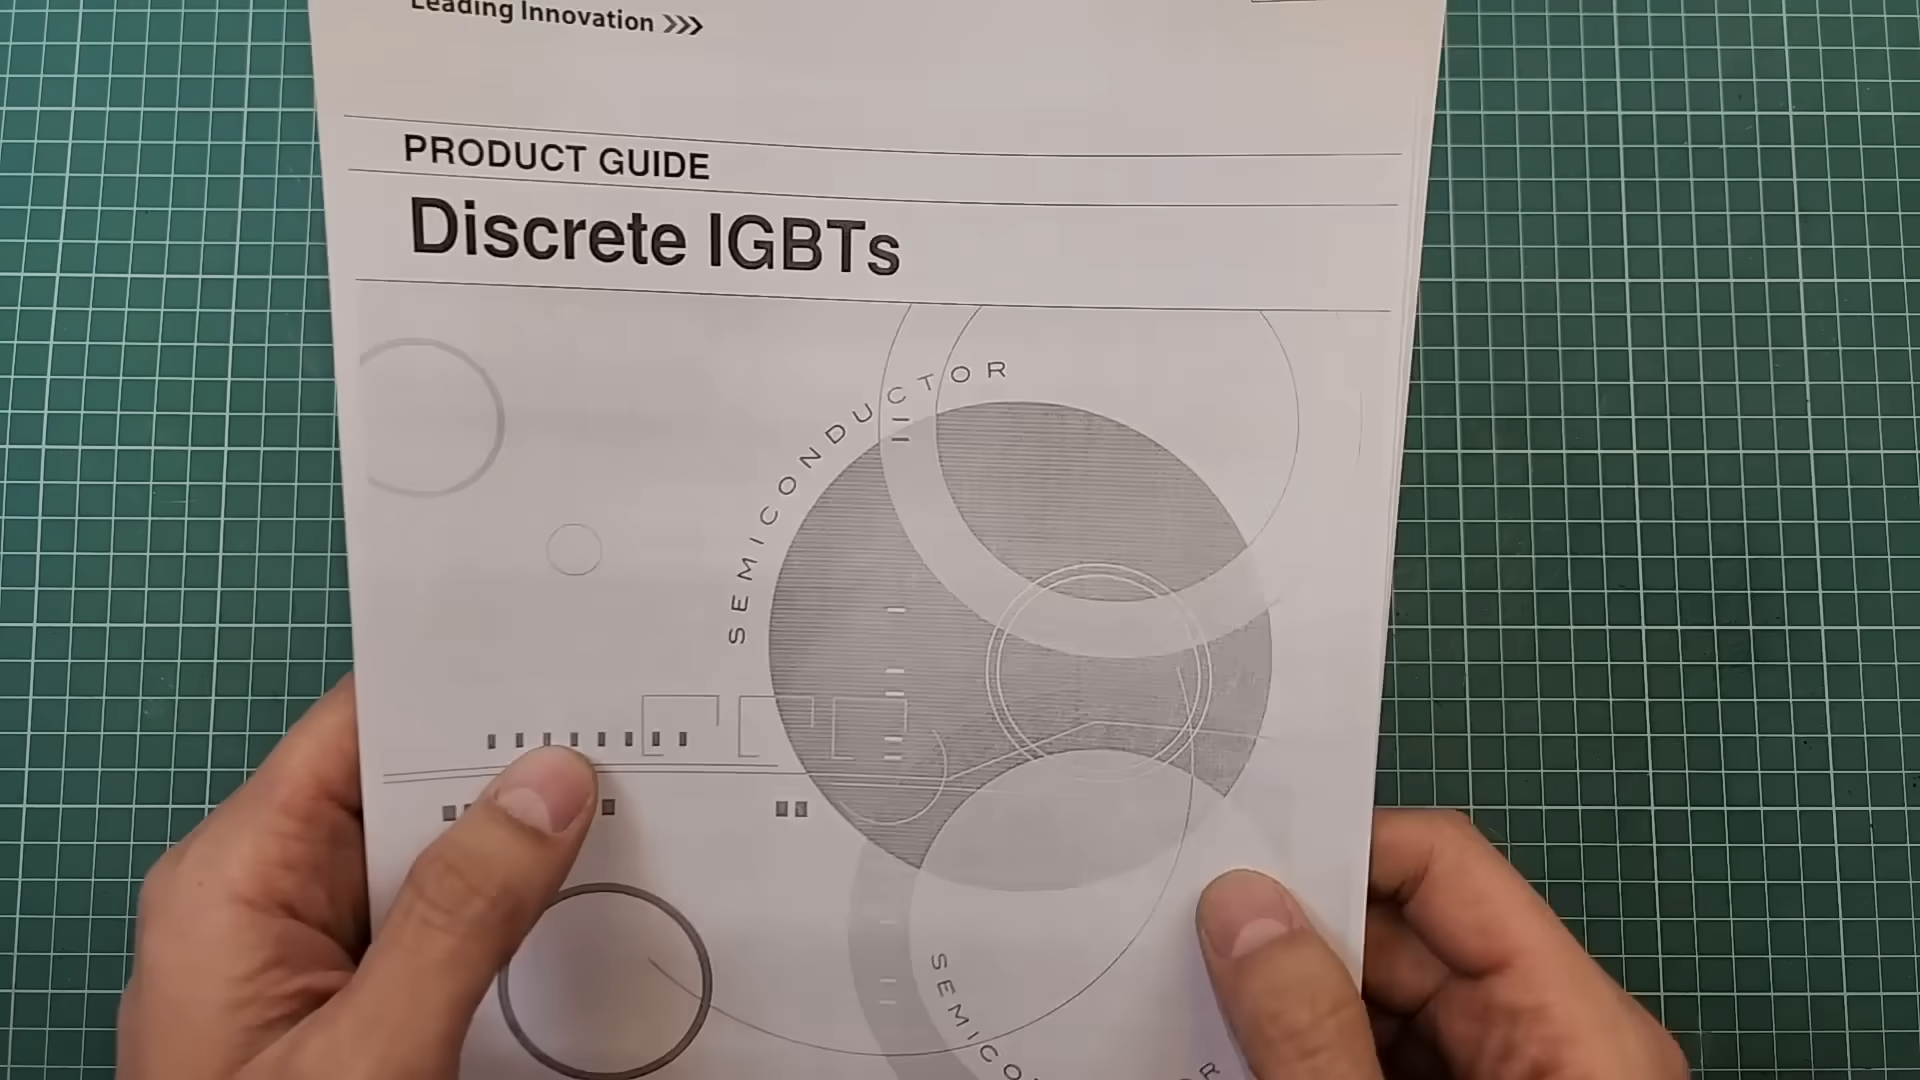 Leading Innovation >>>
PRODUCT GUIDE
Discrete IGBTs
SEMICONDUCTOR
SEMICO
R